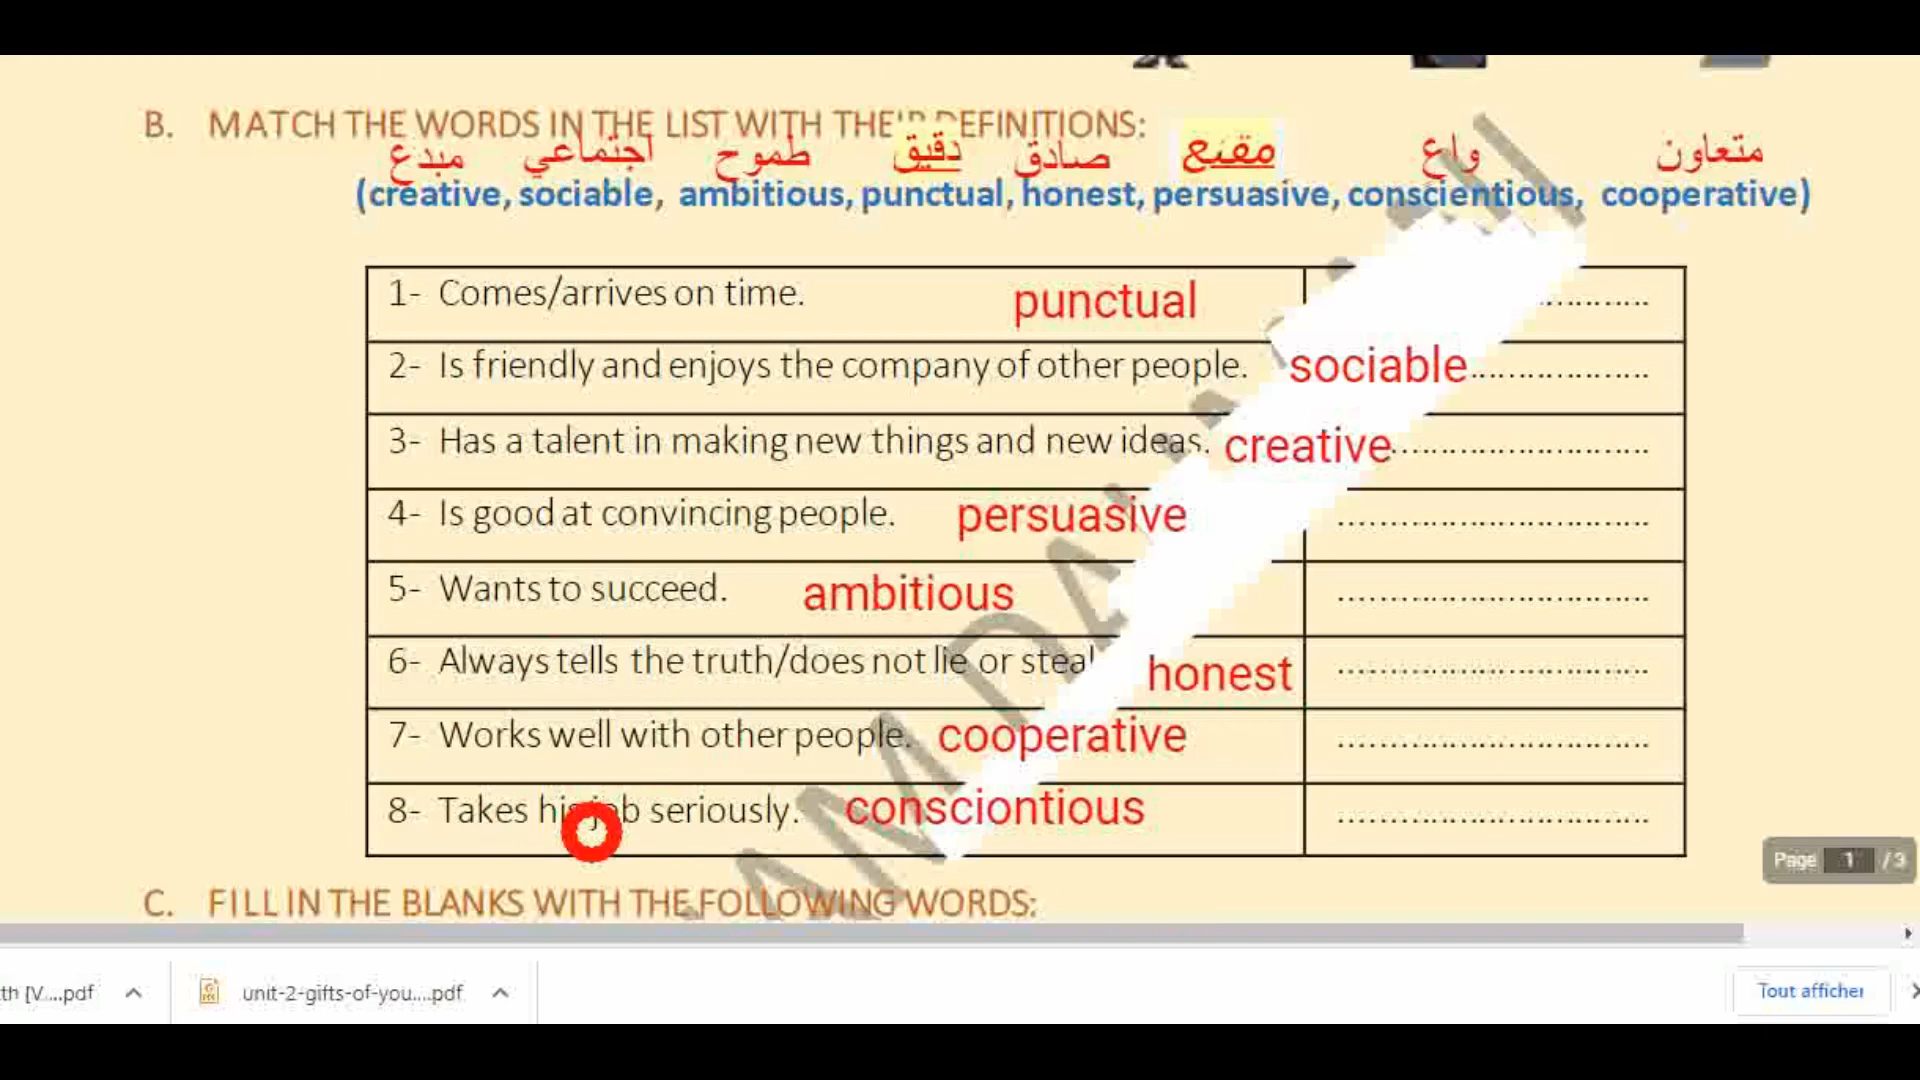 B. MATCH THE WORDS IN THE LIST WITH THEIR DEFINITIONS:
مبدع اجتماعي طموح دقيق صادق مقنع واع متعاون
(creative, sociable, ambitious, punctual, honest, persuasive, conscientious, cooperative)
1- Comes/arrives on time. punctual ............
2- Is friendly and enjoys the company of other people. sociable ....................
3- Has a talent in making new things and new ideas. creative .............................
4- Is good at convincing people. persuasive ...................................
5- Wants to succeed. ambitious ...................................
6- Always tells the truth/does not lie or steal honest ...................................
7- Works well with other people. cooperative ...................................
8- Takes his job seriously. consciontious ...................................
C. FILL IN THE BLANKS WITH THE FOLLOWING WORDS:
Page 1 / 3
th [V....pdf unit-2-gifts-of-you....pdf Tout afficher